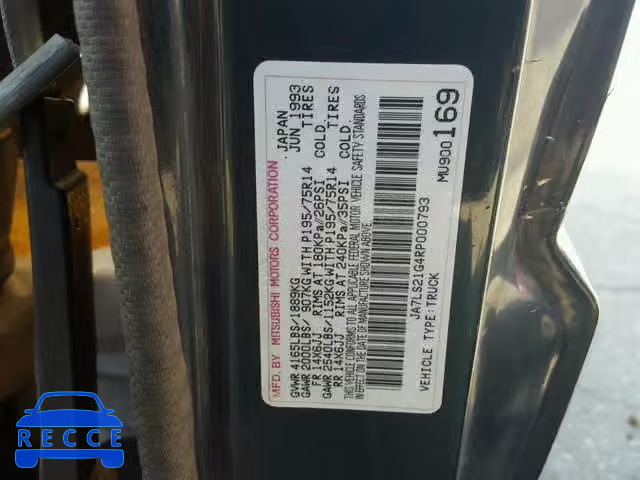 MFD. BY MITSUBISHI MOTORS CORPORATION JAPAN
GVWR 4165LBS/1889KG JUN 1993
GAWR 2000LBS/ 907KG WITH P195/75R14 TIRES
FR 14X6JJ RIMS AT 180KPa/26PSI COLD.
GAWR 2540LBS/1152KG WITH P195/75R14 TIRES
RR 14X6JJ RIMS AT 240KPa/35PSI COLD.
THIS VEHICLE CONFORMS TO ALL APPLICABLE FEDERAL MOTOR VEHICLE SAFETY STANDARDS
IN EFFECT ON THE DATE OF MANUFACTURE SHOWN ABOVE
JA7LS21G4RP000793
VEHICLE TYPE: TRUCK
MU900169
RECCE